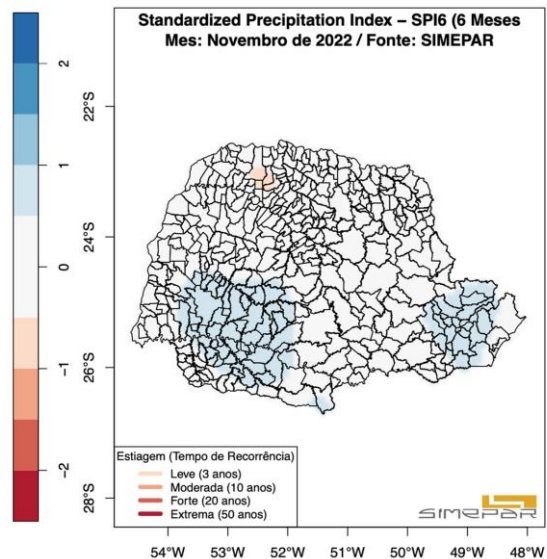 Standardized Precipitation Index – SPI6 (6 Meses
Mes: Novembro de 2022 / Fonte: SIMEPAR
2
1
0
−1
−2
22°S
24°S
26°S
28°S
Estiagem (Tempo de Recorrência)
Leve (3 anos)
Moderada (10 anos)
Forte (20 anos)
Extrema (50 anos)
SIMEPAR
54°W
53°W
52°W
51°W
50°W
49°W
48°W